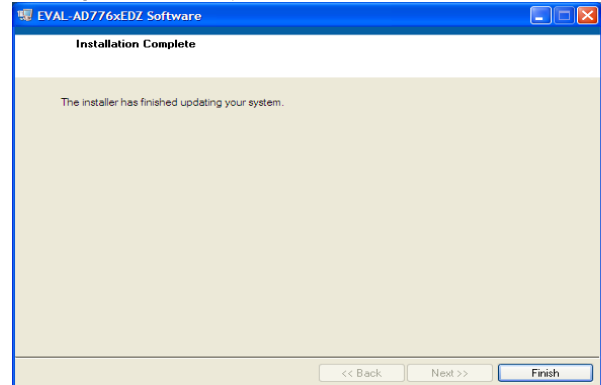 EVAL-AD776xEDZ Software
Installation Complete
The installer has finished updating your system.
<< Back Next >> Finish